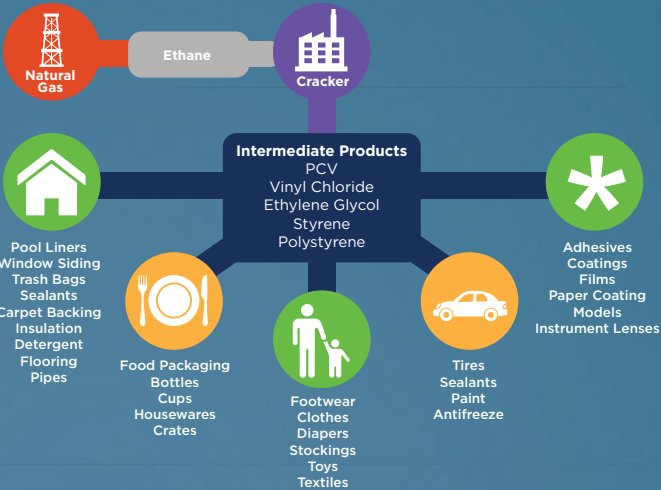 Natural
Gas
Ethane
Cracker
Intermediate Products
PCV
Vinyl Chloride
Ethylene Glycol
Styrene
Polystyrene
Pool Liners
Window Siding
Trash Bags
Sealants
Carpet Backing
Insulation
Detergent
Flooring
Pipes
Food Packaging
Bottles
Cups
Housewares
Crates
Footwear
Clothes
Diapers
Stockings
Toys
Textiles
Tires
Sealants
Paint
Antifreeze
Adhesives
Coatings
Films
Paper Coating
Models
Instrument Lenses